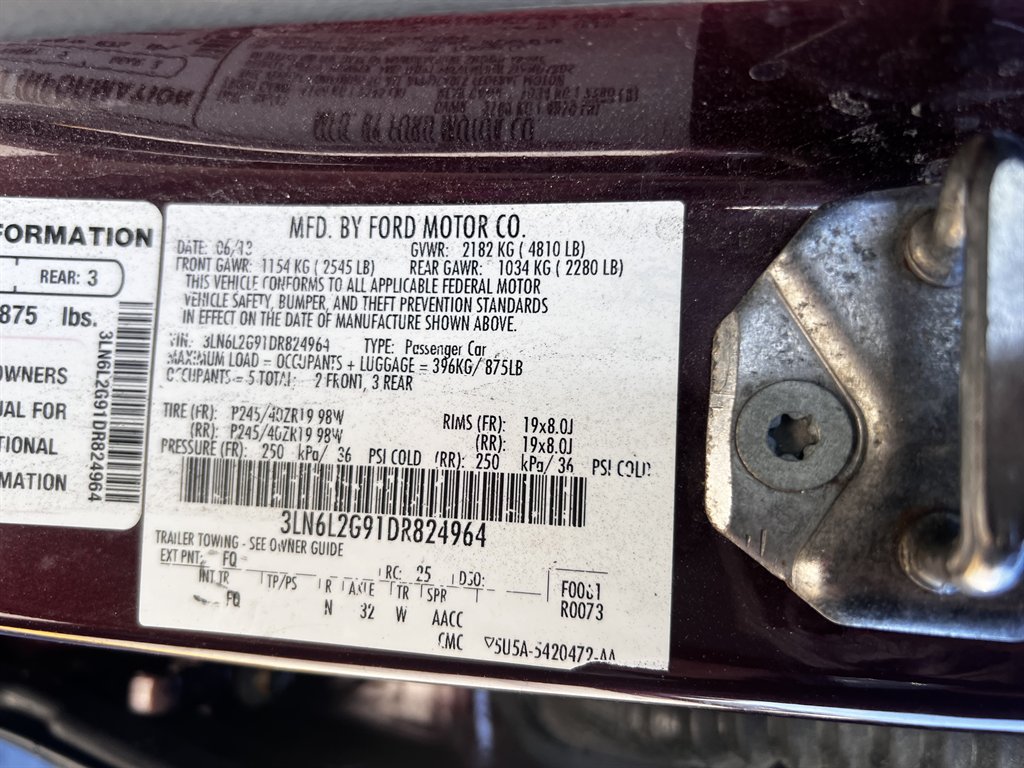 FORMATION
REAR: 3
875 lbs.
OWNERS
UAL FOR
TIONAL
MATION
3LN6L2G91DR824964
MFD. BY FORD MOTOR CO.
DATE: 06/13 GVWR: 2182 KG ( 4810 LB)
FRONT GAWR: 1154 KG ( 2545 LB) REAR GAWR: 1034 KG ( 2280 LB)
THIS VEHICLE CONFORMS TO ALL APPLICABLE FEDERAL MOTOR
VEHICLE SAFETY, BUMPER, AND THEFT PREVENTION STANDARDS
IN EFFECT ON THE DATE OF MANUFACTURE SHOWN ABOVE.
VIN: 3LN6L2G91DR824964 TYPE: Passenger Car
MAXIMUM LOAD = OCCUPANTS + LUGGAGE = 396KG/ 875LB
OCCUPANTS = 5 TOTAL: 2 FRONT, 3 REAR
TIRE (FR): P245/40ZR19 98W RIMS (FR): 19x8.0J
(RR): P245/40ZR19 98W (RR): 19x8.0J
PRESSURE (FR): 250 kPa/ 36 PSI COLD (RR): 250 kPa/ 36 PSI COLD
3LN6L2G91DR824964
TRAILER TOWING - SEE OWNER GUIDE
EXT PNT: FQ RC: 25 DSO: F0061
INT TR TP/PS R AXLE TR SPR R0073
FQ N 32 W AACC
CMC ▽5U5A-5420472-AA